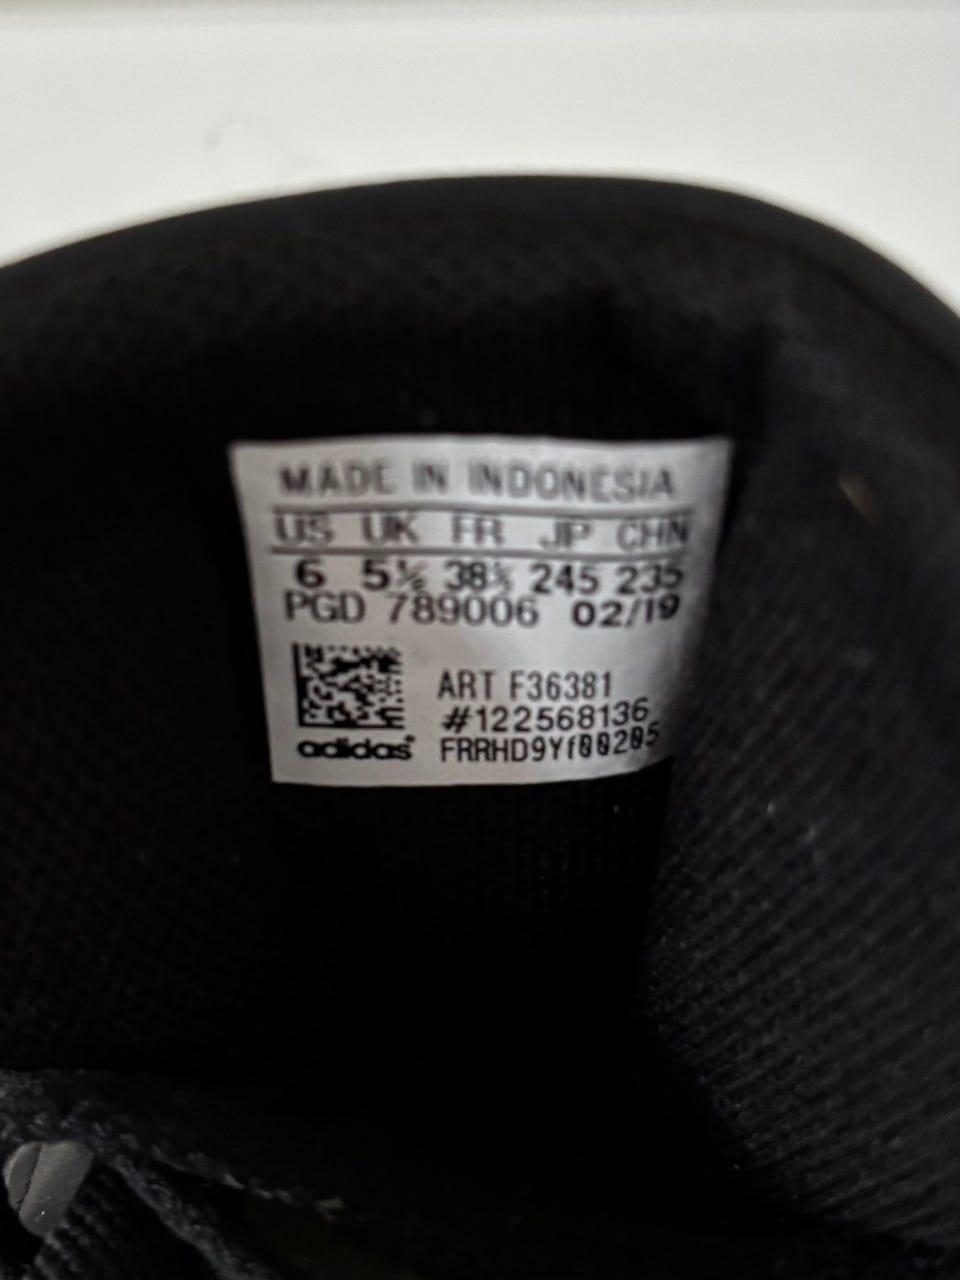 MADE IN INDONESIA
US UK FR JP CHN
6 5½ 38⅔ 245 235
PGD 789006 02/19
ART F36381
#122568136
adidas FRRHD9Yf00205